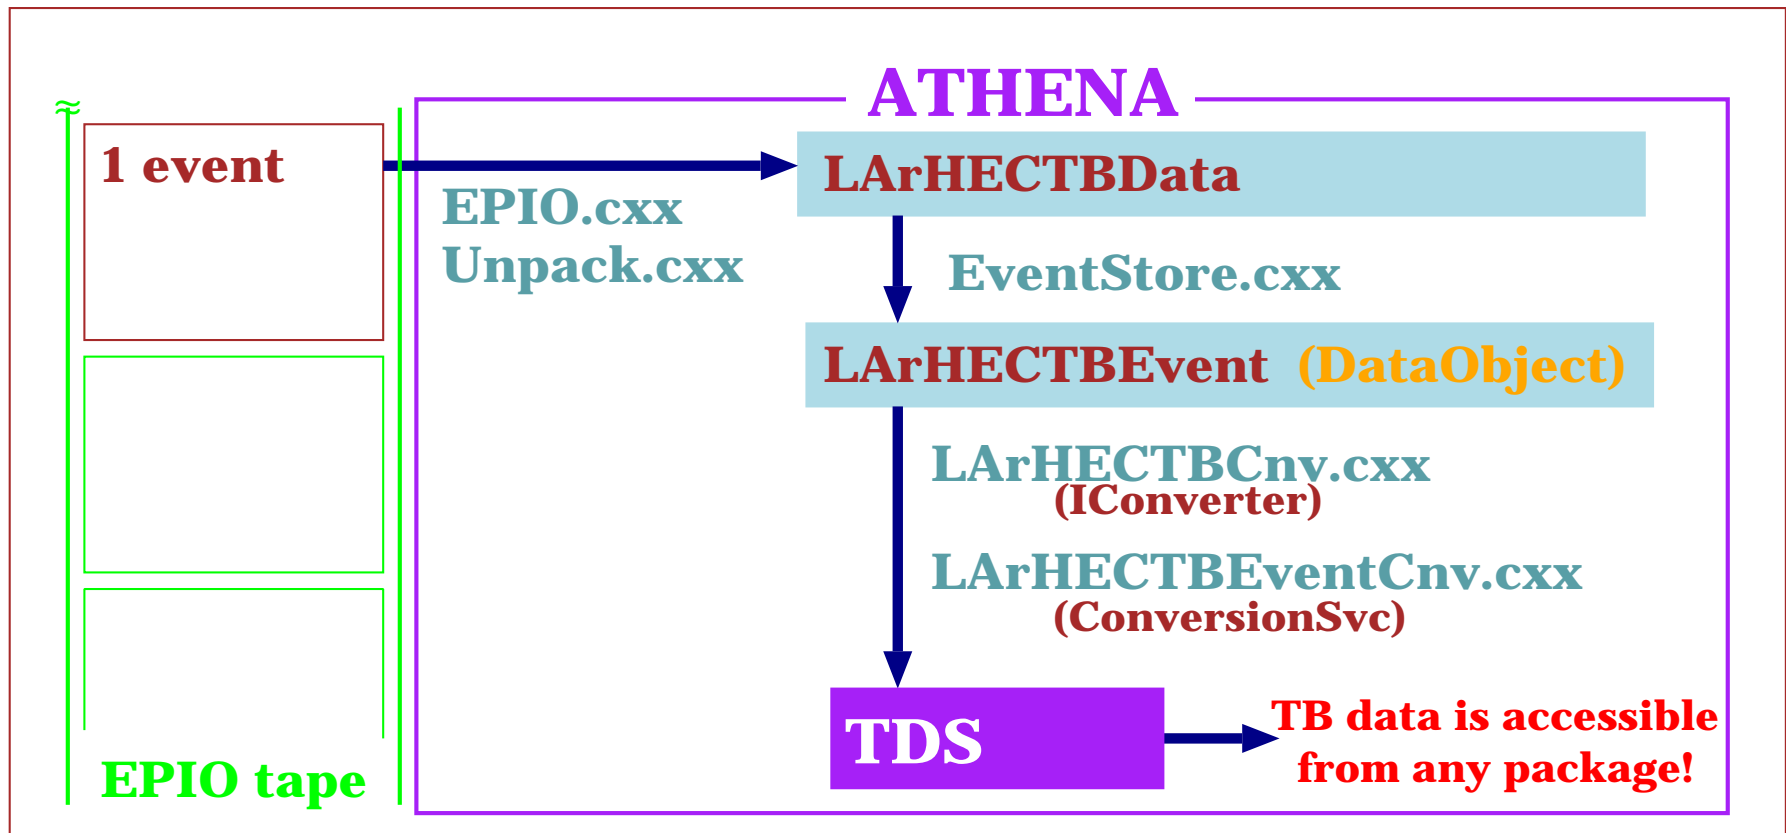 ATHENA
1 event
LArHECTBData
EPIO.cxx
Unpack.cxx
EventStore.cxx
LArHECTBEvent (DataObject)
LArHECTBCnv.cxx
(IConverter)
LArHECTBEventCnv.cxx
(ConversionSvc)
TDS
TB data is accessible
from any package!
EPIO tape